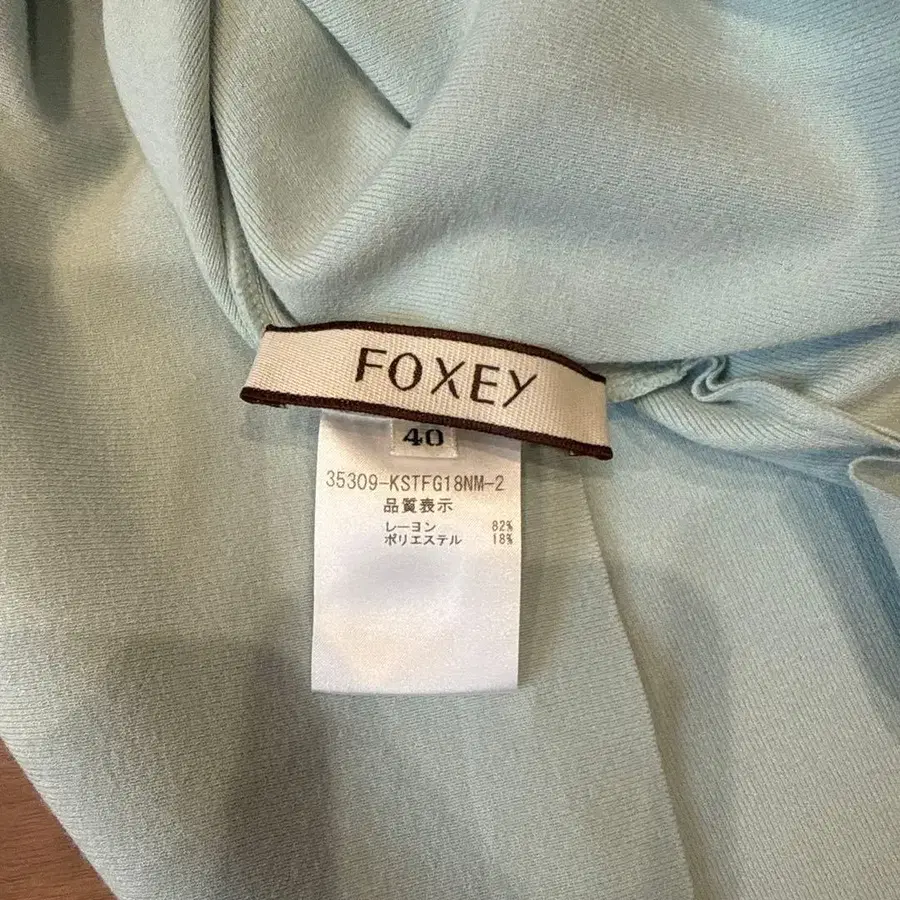 FOXEY
40
35309-KSTFG18NM-2
品質表示
レーヨン 82%
ポリエステル 18%